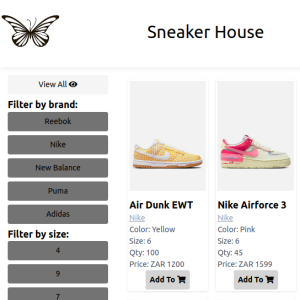 Sneaker House
View All
Filter by brand:
Reebok
Nike
New Balance
Puma
Adidas
Filter by size:
4
9
7
Air Dunk EWT
Nike
Color: Yellow
Size: 6
Qty: 100
Price: ZAR 1200
Add To
Nike Airforce 3
Nike
Color: Pink
Size: 6
Qty: 45
Price: ZAR 1599
Add To